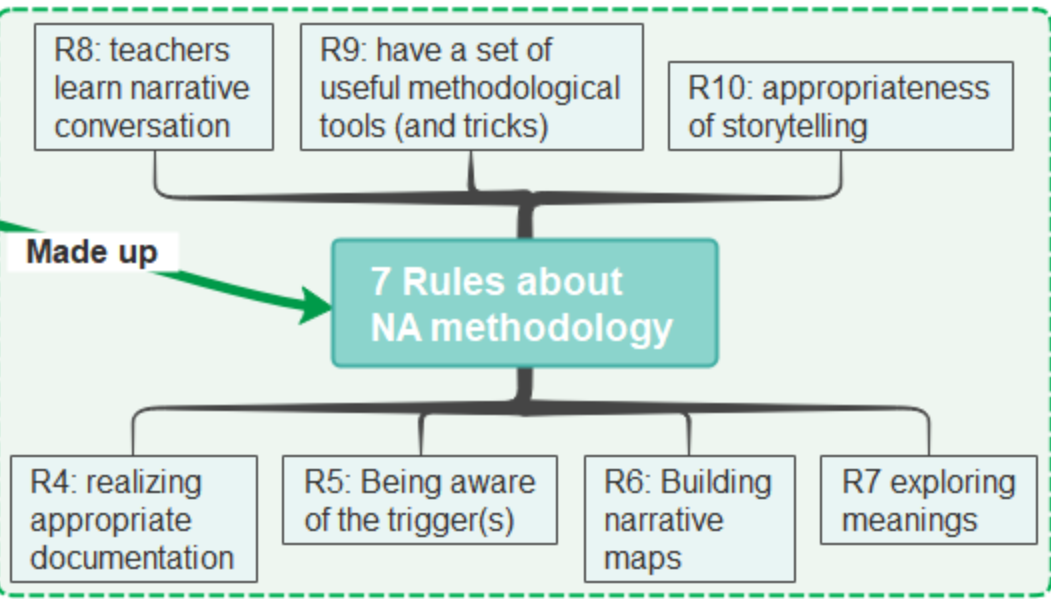 R8: teachers
learn narrative
conversation
R9: have a set of
useful methodological
tools (and tricks)
R10: appropriateness
of storytelling
Made up
7 Rules about
NA methodology
R4: realizing
appropriate
documentation
R5: Being aware
of the trigger(s)
R6: Building
narrative
maps
R7 exploring
meanings